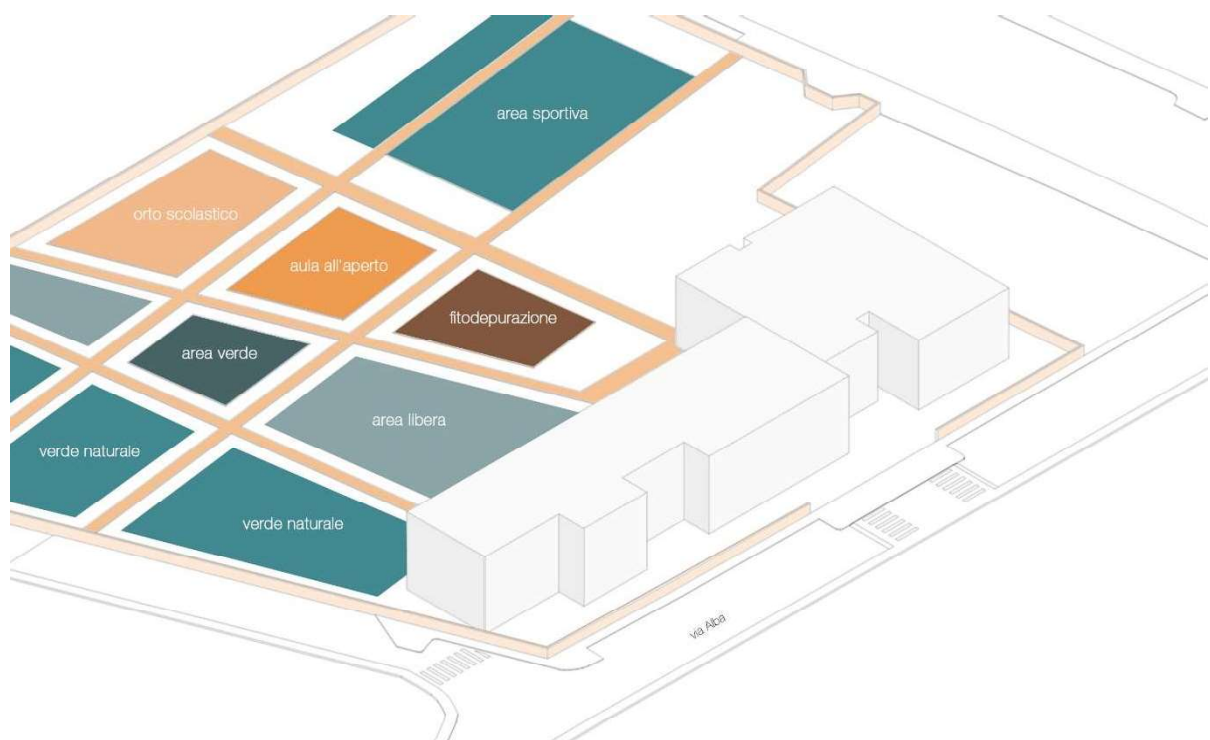 area sportiva
orto scolastico
aula all'aperto
fitodepurazione
area verde
area libera
verde naturale
verde naturale
via Alba